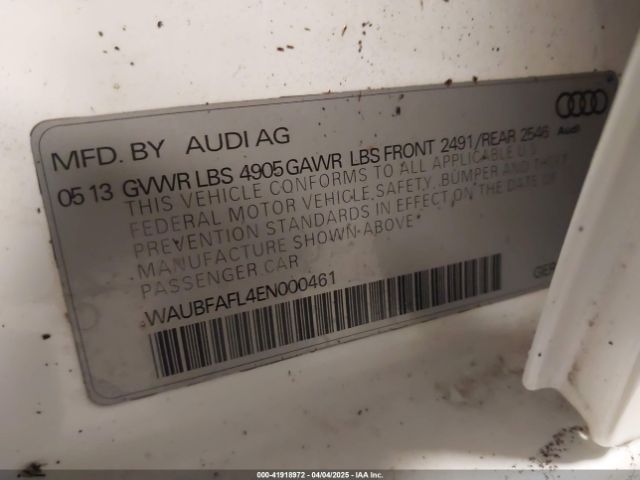 MFD. BY AUDI AG
Audi
05 13 GVWR LBS 4905 GAWR LBS FRONT 2491/REAR 2546
THIS VEHICLE CONFORMS TO ALL APPLICABLE U.S.
FEDERAL MOTOR VEHICLE SAFETY, BUMPER AND THEFT
PREVENTION STANDARDS IN EFFECT ON THE DATE OF
MANUFACTURE SHOWN ABOVE*
PASSENGER CAR
WAUBFAFL4EN000461
GER
000-41918972 - 04/04/2025 - IAA Inc.